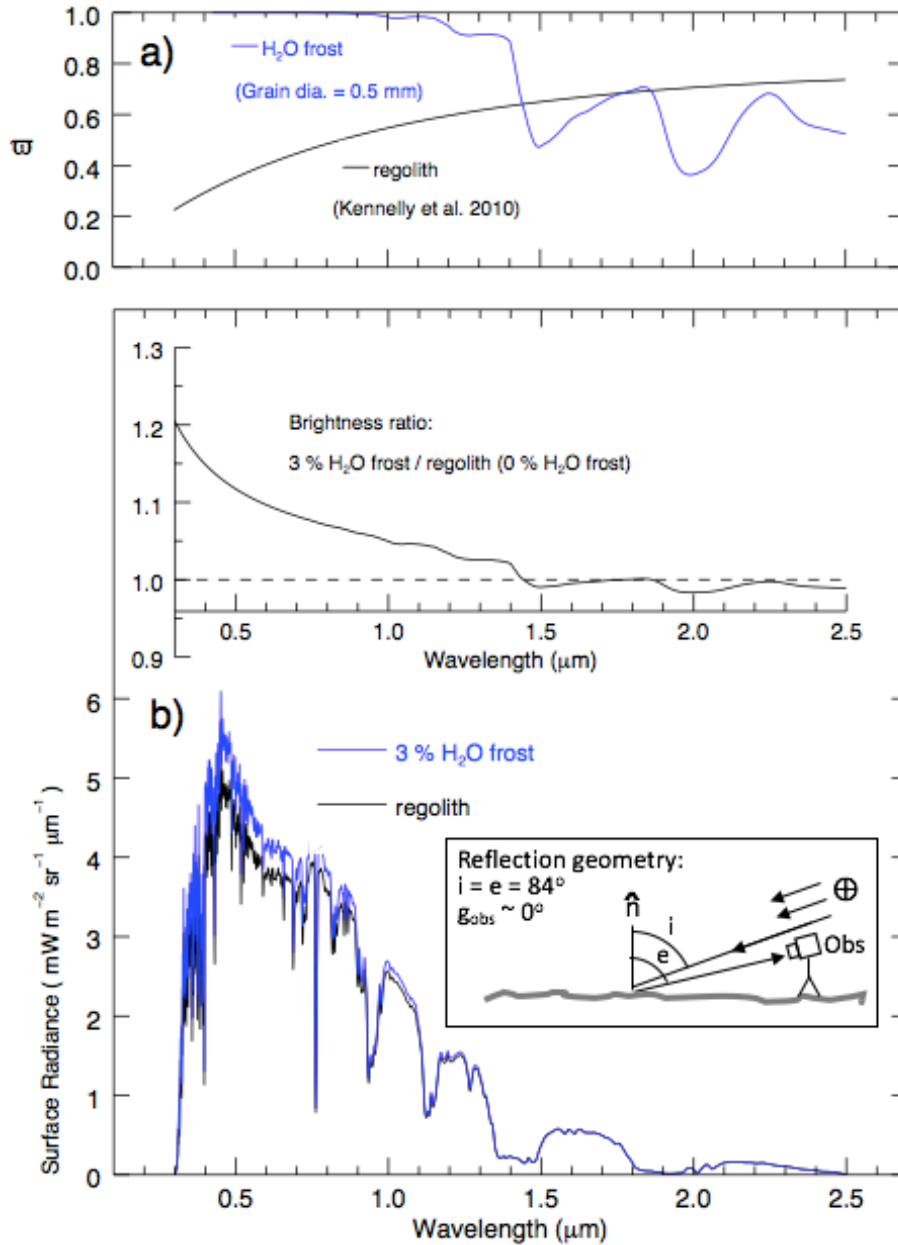 a)
H₂O frost
(Grain dia. = 0.5 mm)
regolith
(Kennelly et al. 2010)
ϖ
1.0
0.8
0.6
0.4
0.2
0.0
1.3
1.2
1.1
1.0
0.9
Brightness ratio:
3 % H₂O frost / regolith (0 % H₂O frost)
0.5 1.0 1.5 2.0 2.5
Wavelength (μm)
b)
3 % H₂O frost
regolith
Reflection geometry:
i = e = 84°
g_obs ~ 0°
n̂
i
e
⊕
Obs
Surface Radiance ( mW m⁻² sr⁻¹ μm⁻¹ )
6
5
4
3
2
1
0
0.5 1.0 1.5 2.0 2.5
Wavelength (μm)